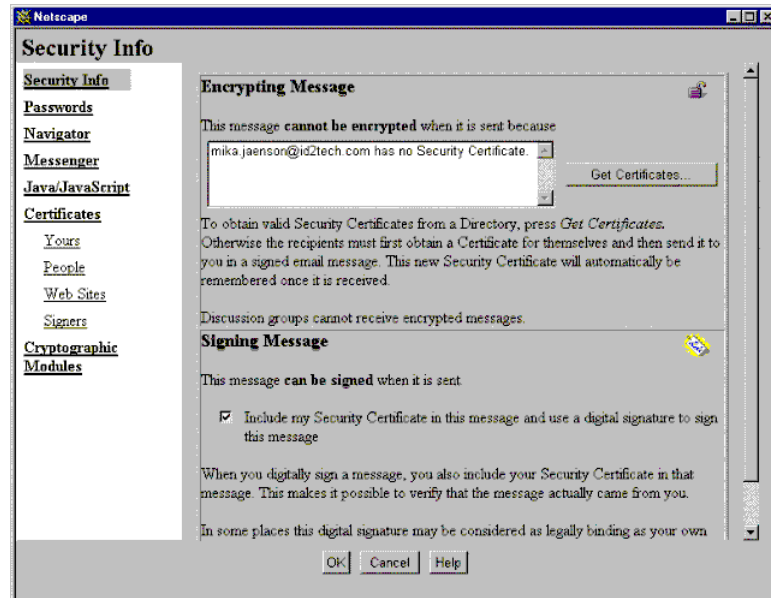 Netscape
Security Info
Security Info
Passwords
Navigator
Messenger
Java/JavaScript
Certificates
Yours
People
Web Sites
Signers
Cryptographic
Modules
Encrypting Message
This message cannot be encrypted when it is sent because
mika.jaenson@id2tech.com has no Security Certificate.
Get Certificates...
To obtain valid Security Certificates from a Directory, press Get Certificates.
Otherwise the recipients must first obtain a Certificate for themselves and then send it to
you in a signed email message. This new Security Certificate will automatically be
remembered once it is received.
Discussion groups cannot receive encrypted messages.
Signing Message
This message can be signed when it is sent
Include my Security Certificate in this message and use a digital signature to sign
this message
When you digitally sign a message, you also include your Security Certificate in that
message. This makes it possible to verify that the message actually came from you.
In some places this digital signature may be considered as legally binding as your own
OK Cancel Help